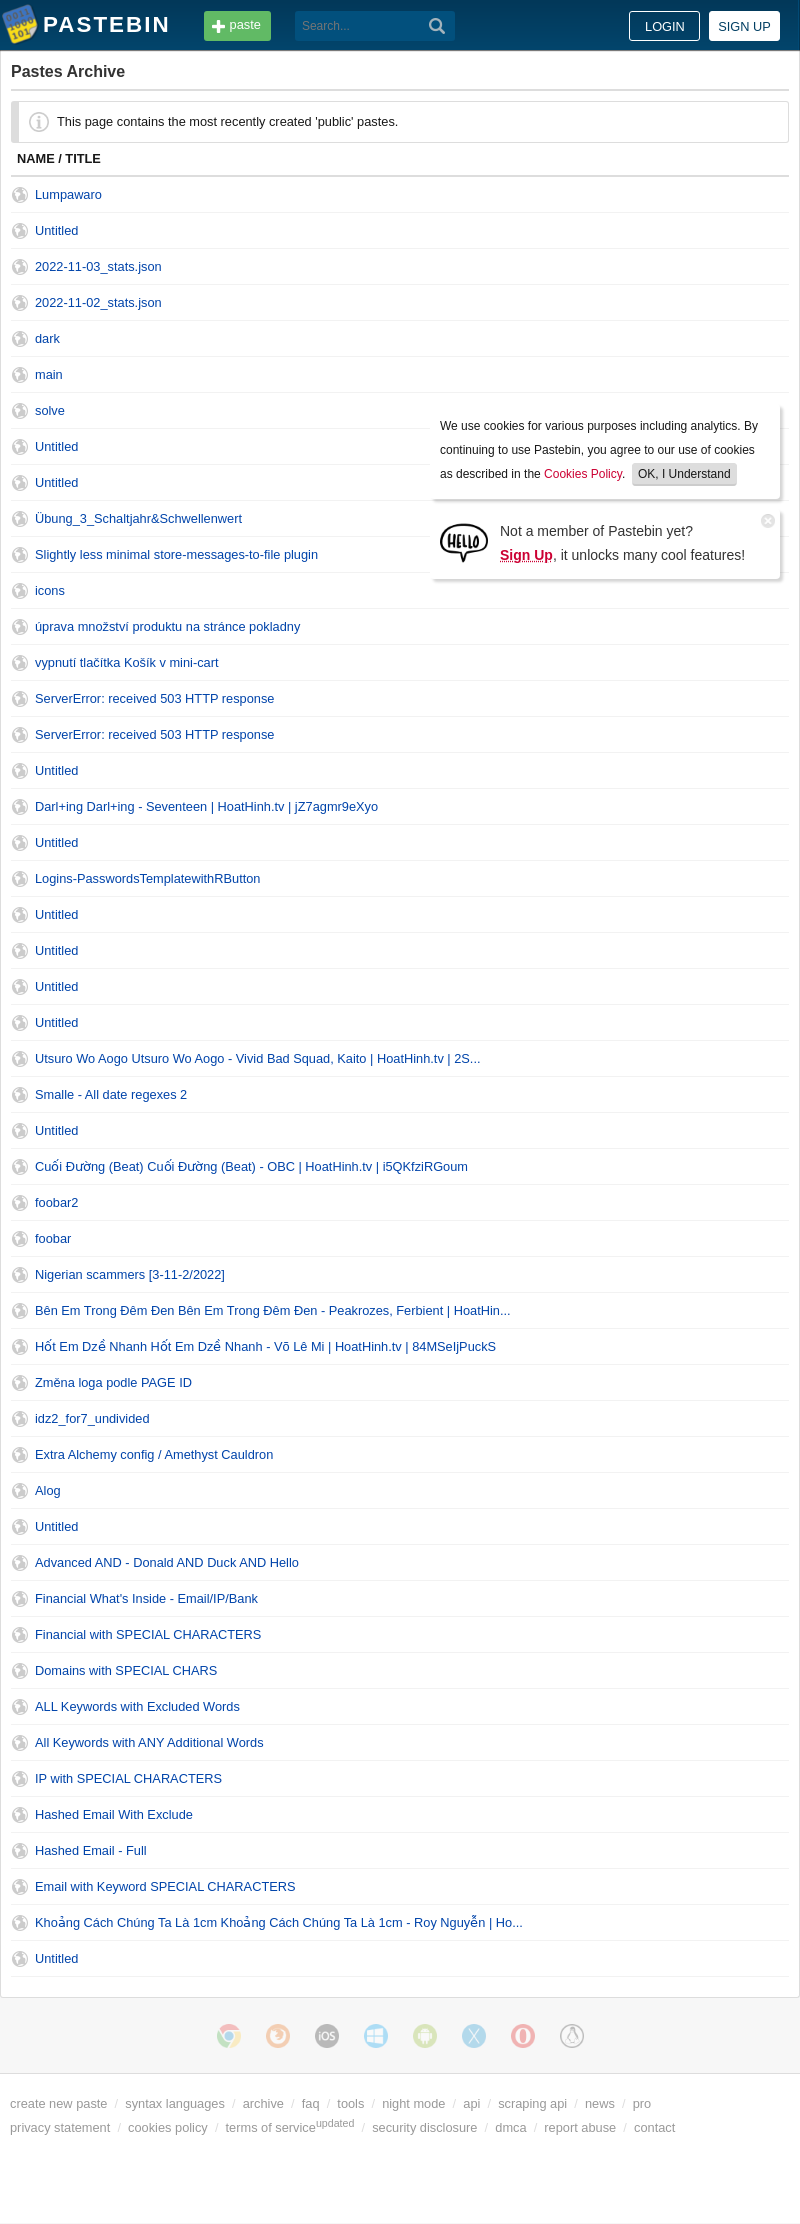 PASTEBIN
paste
Search...
LOGIN
SIGN UP
Pastes Archive
This page contains the most recently created 'public' pastes.
NAME / TITLE
Lumpawaro
Untitled
2022-11-03_stats.json
2022-11-02_stats.json
dark
main
solve
Untitled
Untitled
Übung_3_Schaltjahr&Schwellenwert
Slightly less minimal store-messages-to-file plugin
We use cookies for various purposes including analytics. By
continuing to use Pastebin, you agree to our use of cookies
as described in the Cookies Policy. OK, I Understand
HELLO
Not a member of Pastebin yet?
Sign Up, it unlocks many cool features!
icons
úprava množství produktu na stránce pokladny
vypnutí tlačítka Košík v mini-cart
ServerError: received 503 HTTP response
ServerError: received 503 HTTP response
Untitled
Darl+ing Darl+ing - Seventeen | HoatHinh.tv | jZ7agmr9eXyo
Untitled
Logins-PasswordsTemplatewithRButton
Untitled
Untitled
Untitled
Untitled
Utsuro Wo Aogo Utsuro Wo Aogo - Vivid Bad Squad, Kaito | HoatHinh.tv | 2S...
Smalle - All date regexes 2
Untitled
Cuối Đường (Beat) Cuối Đường (Beat) - OBC | HoatHinh.tv | i5QKfziRGoum
foobar2
foobar
Nigerian scammers [3-11-2/2022]
Bên Em Trong Đêm Đen Bên Em Trong Đêm Đen - Peakrozes, Ferbient | HoatHin...
Hốt Em Dzề Nhanh Hốt Em Dzề Nhanh - Võ Lê Mi | HoatHinh.tv | 84MSeIjPuckS
Změna loga podle PAGE ID
idz2_for7_undivided
Extra Alchemy config / Amethyst Cauldron
Alog
Untitled
Advanced AND - Donald AND Duck AND Hello
Financial What's Inside - Email/IP/Bank
Financial with SPECIAL CHARACTERS
Domains with SPECIAL CHARS
ALL Keywords with Excluded Words
All Keywords with ANY Additional Words
IP with SPECIAL CHARACTERS
Hashed Email With Exclude
Hashed Email - Full
Email with Keyword SPECIAL CHARACTERS
Khoảng Cách Chúng Ta Là 1cm Khoảng Cách Chúng Ta Là 1cm - Roy Nguyễn | Ho...
Untitled
iOS
create new paste / syntax languages / archive / faq / tools / night mode / api / scraping api / news / pro
privacy statement / cookies policy / terms of service updated / security disclosure / dmca / report abuse / contact